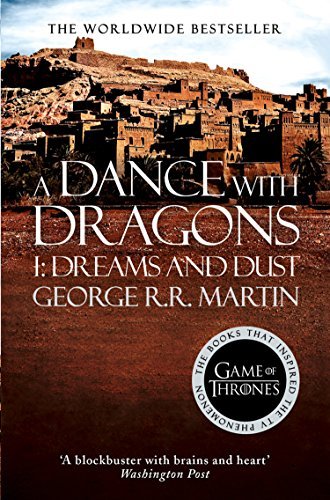 THE WORLDWIDE BESTSELLER
A DANCE WITH
DRAGONS
1: DREAMS AND DUST
GEORGE R.R. MARTIN
THE BOOKS THAT INSPIRED THE TV PHENOMENON
GAME OF
THRONES
‘A blockbuster with brains and heart’
Washington Post